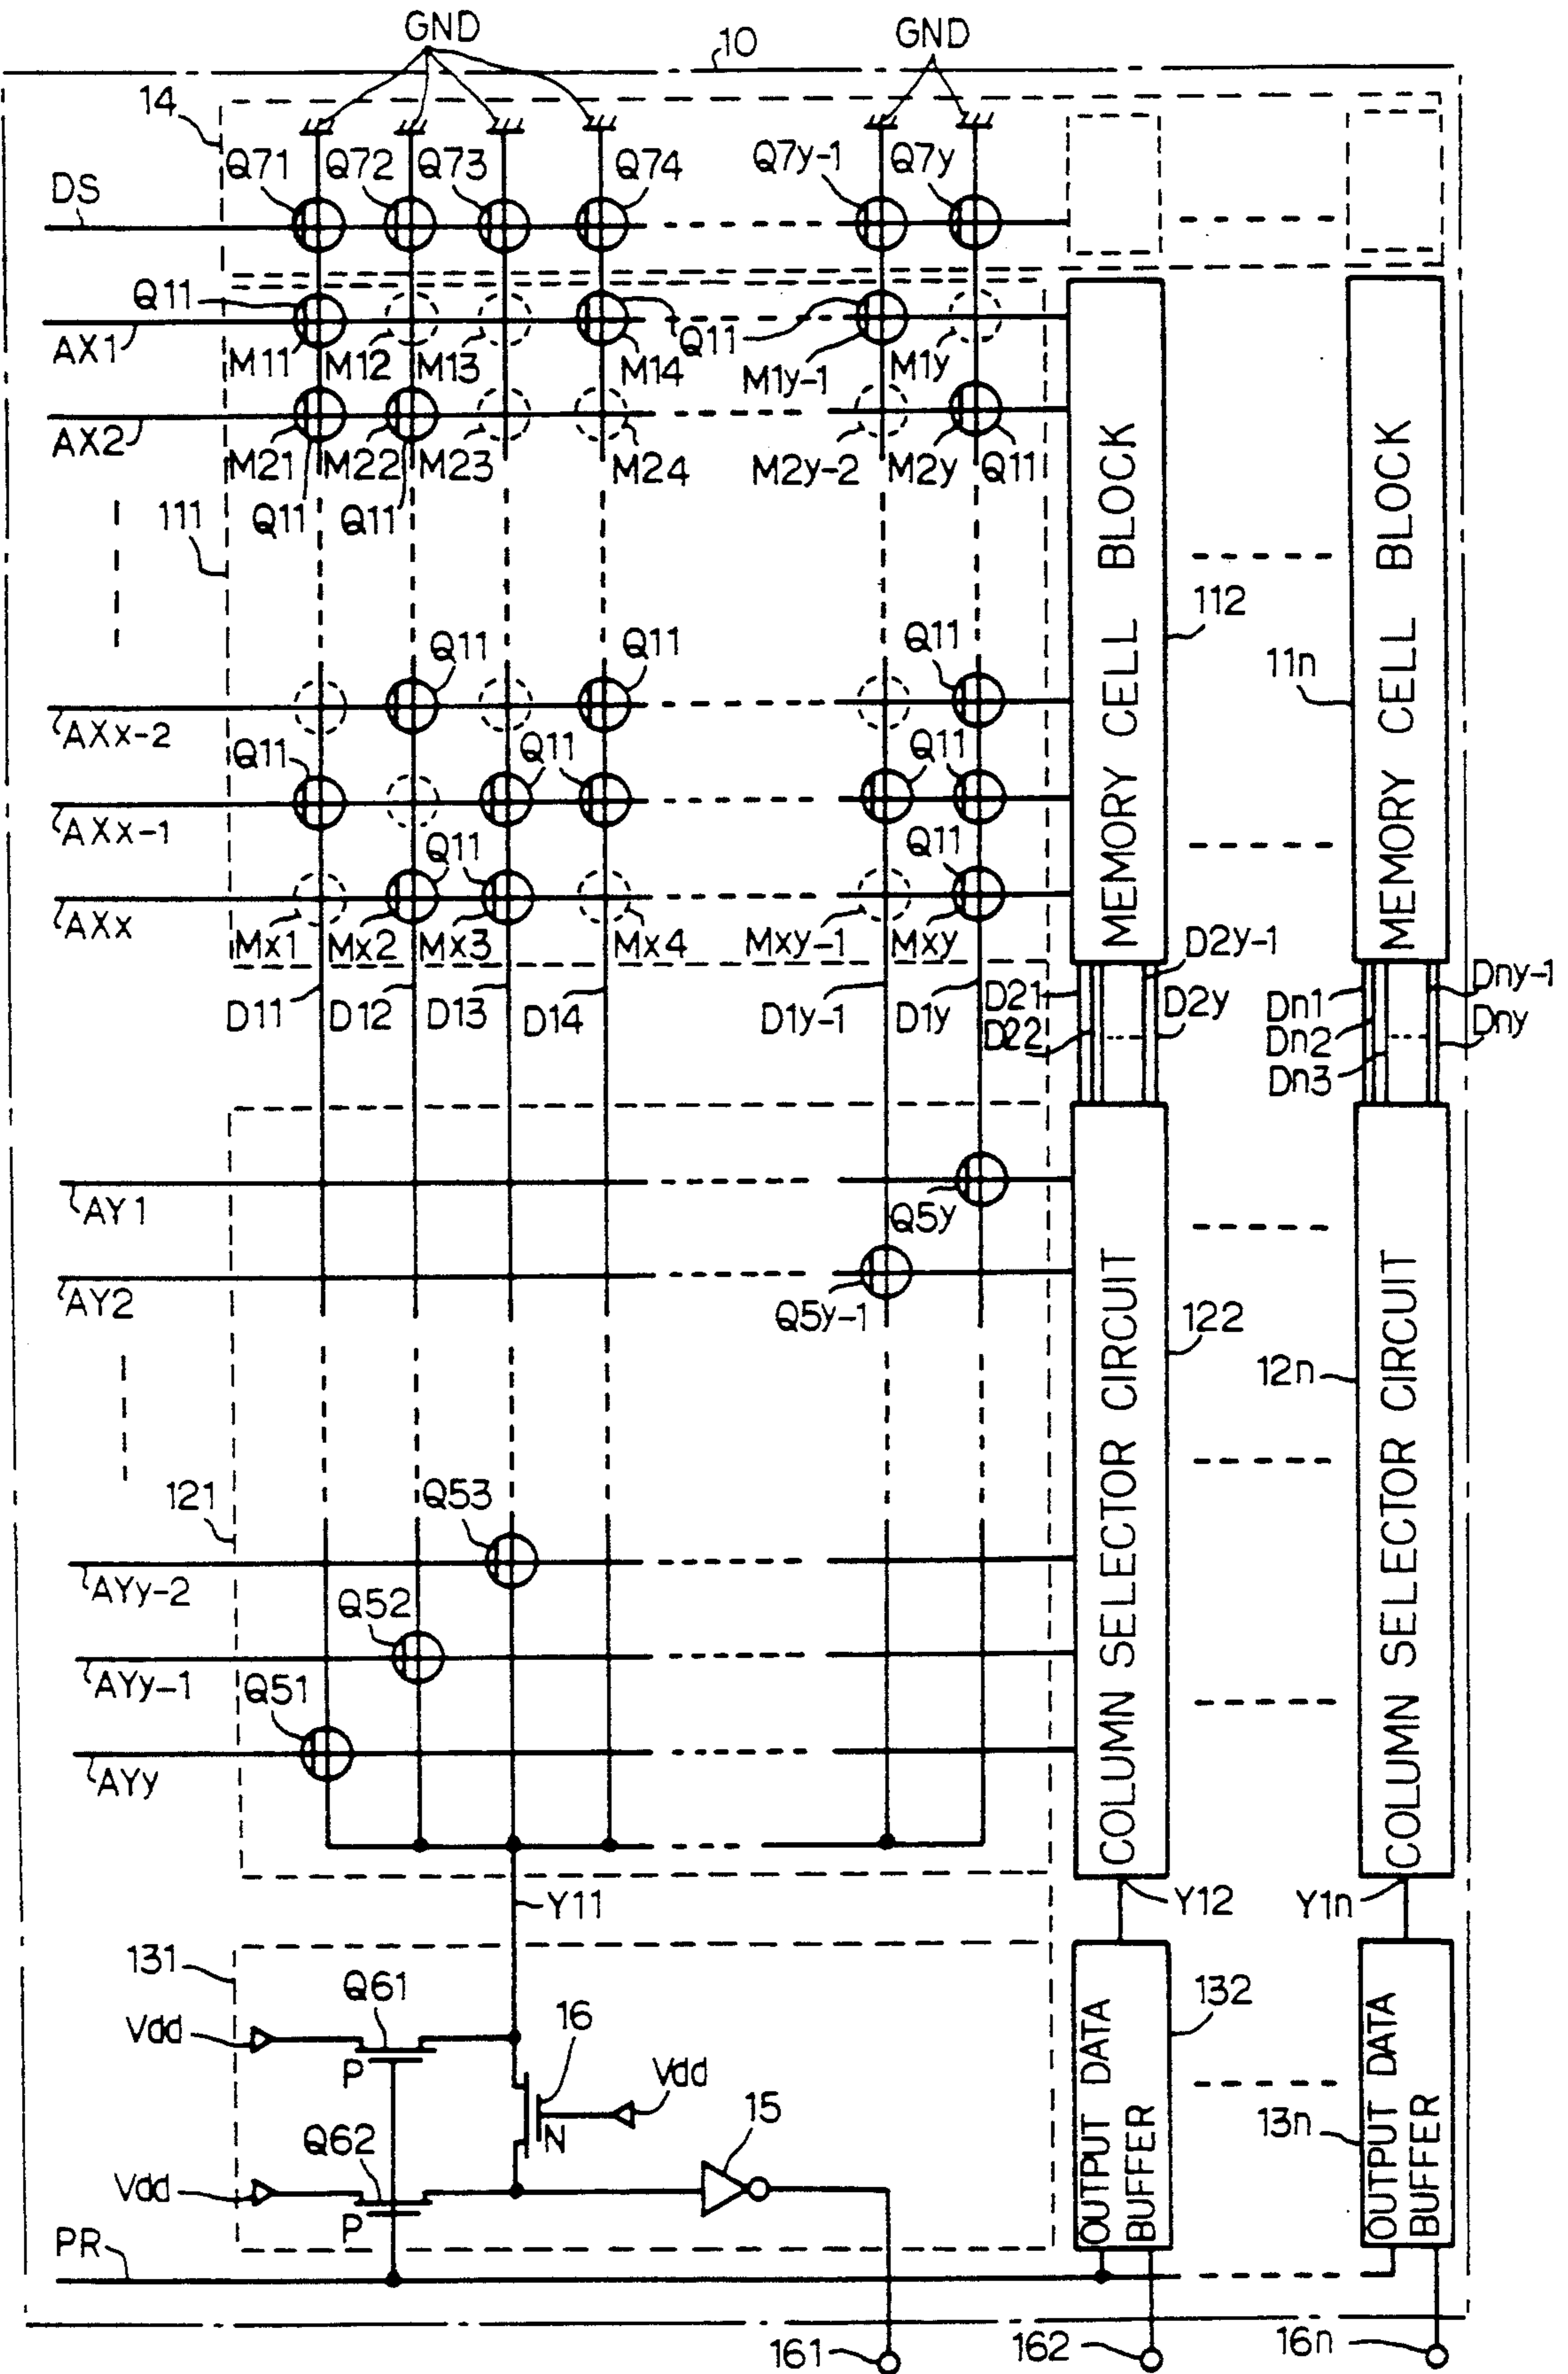 GND GND
10
14
Q71 Q72 Q73 Q74 Q7y-1 Q7y
DS
Q11 Q11
AX1
M11 M12 M13 M14 M1y-1 M1y
AX2
M21 M22 M23 M24 M2y-2 M2y Q11
Q11 Q11
111
MEMORY CELL BLOCK
MEMORY CELL BLOCK
112
11n
Q11 Q11 Q11
AXx-2
Q11 Q11 Q11
AXx-1
Q11 Q11
AXx
Mx1 Mx2 Mx3 Mx4 Mxy-1 Mxy
D11 D12 D13 D14 D1y-1 D1y
D21 D22 D2y-1 D2y
Dn1 Dn2 Dn3 Dny-1 Dny
AY1
Q5y
AY2
Q5y-1
COLUMN SELECTOR CIRCUIT
COLUMN SELECTOR CIRCUIT
122
12n
121
Q53
AYy-2
Q52
AYy-1
Q51
AYy
Y11 Y12 Y1n
131
Q61
Vdd
P
16
Vdd
N
15
Q62
Vdd
P
PR
OUTPUT DATA
BUFFER
132
OUTPUT DATA
BUFFER
13n
161 162 16n